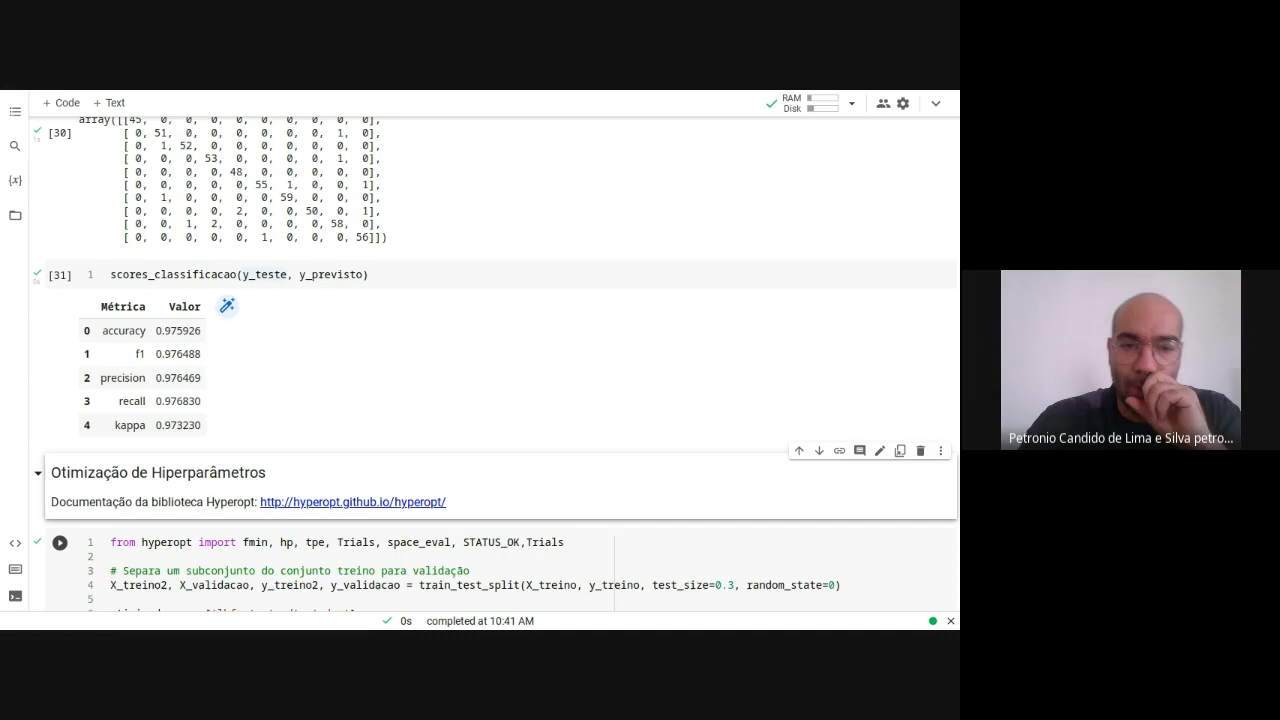 + Code + Text
RAM
Disk
array([[45, 0, 0, 0, 0, 0, 0, 0, 0, 0],
[30] [ 0, 51, 0, 0, 0, 0, 0, 0, 1, 0],
[ 0, 1, 52, 0, 0, 0, 0, 0, 0, 0],
[ 0, 0, 0, 53, 0, 0, 0, 0, 1, 0],
[ 0, 0, 0, 0, 48, 0, 0, 0, 0, 0],
[ 0, 0, 0, 0, 0, 55, 1, 0, 0, 1],
[ 0, 1, 0, 0, 0, 0, 59, 0, 0, 0],
[ 0, 0, 0, 0, 2, 0, 0, 50, 0, 1],
[ 0, 0, 1, 2, 0, 0, 0, 0, 58, 0],
[ 0, 0, 0, 0, 0, 1, 0, 0, 0, 56]])
1s
[31] 1 scores_classificacao(y_teste, y_previsto)
0s
Métrica Valor
0 accuracy 0.975926
1 f1 0.976488
2 precision 0.976469
3 recall 0.976830
4 kappa 0.973230
Otimização de Hiperparâmetros
Documentação da biblioteca Hyperopt: http://hyperopt.github.io/hyperopt/
1 from hyperopt import fmin, hp, tpe, Trials, space_eval, STATUS_OK,Trials
2
3 # Separa um subconjunto do conjunto treino para validação
4 X_treino2, X_validacao, y_treino2, y_validacao = train_test_split(X_treino, y_treino, test_size=0.3, random_state=0)
5
0s completed at 10:41 AM
Petronio Candido de Lima e Silva petro...